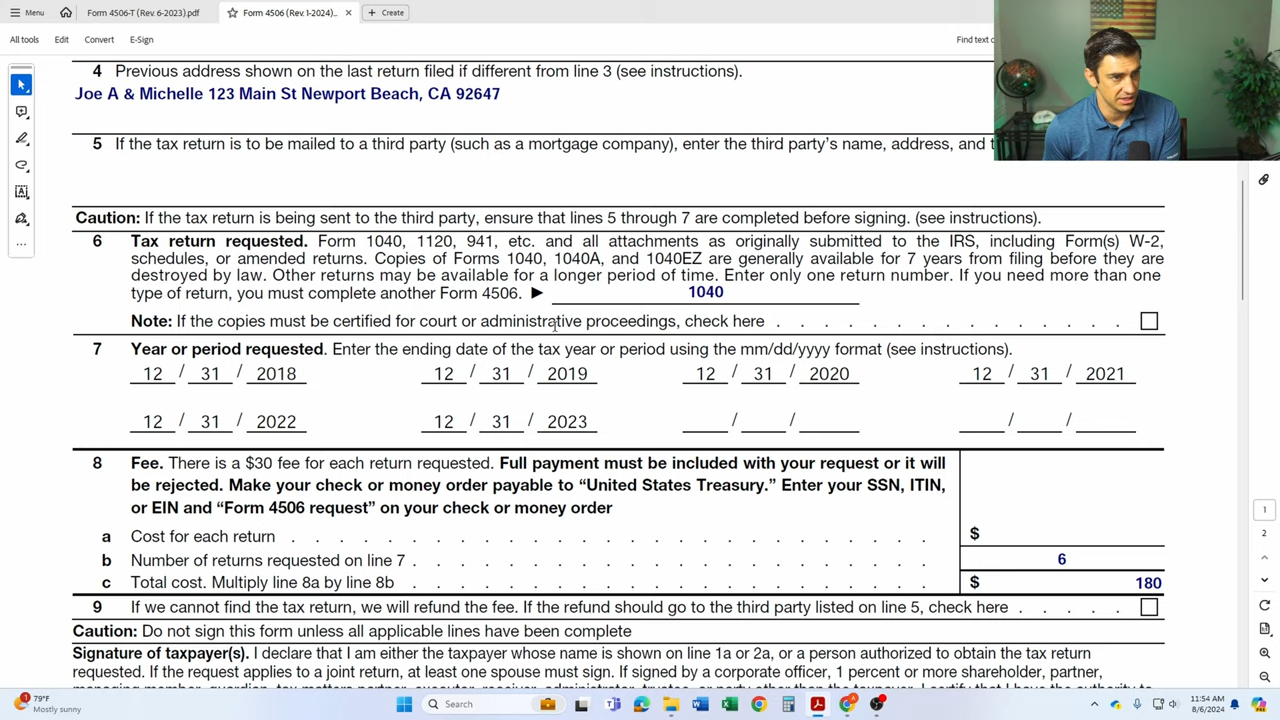 Menu
Form 4506-T (Rev. 6-2023).pdf
Form 4506 (Rev. 1-2024)...
Create
All tools Edit Convert E-Sign
Find text o
4 Previous address shown on the last return filed if different from line 3 (see instructions).
Joe A & Michelle 123 Main St Newport Beach, CA 92647
5 If the tax return is to be mailed to a third party (such as a mortgage company), enter the third party's name, address, and t
Caution: If the tax return is being sent to the third party, ensure that lines 5 through 7 are completed before signing. (see instructions).
6 Tax return requested. Form 1040, 1120, 941, etc. and all attachments as originally submitted to the IRS, including Form(s) W-2,
schedules, or amended returns. Copies of Forms 1040, 1040A, and 1040EZ are generally available for 7 years from filing before they are
destroyed by law. Other returns may be available for a longer period of time. Enter only one return number. If you need more than one
type of return, you must complete another Form 4506. ▶ 1040
Note: If the copies must be certified for court or administrative proceedings, check here . . . . . . . . . . . . . .
7 Year or period requested. Enter the ending date of the tax year or period using the mm/dd/yyyy format (see instructions).
12 / 31 / 2018 12 / 31 / 2019 12 / 31 / 2020 12 / 31 / 2021
12 / 31 / 2022 12 / 31 / 2023 / / / /
8 Fee. There is a $30 fee for each return requested. Full payment must be included with your request or it will
be rejected. Make your check or money order payable to “United States Treasury.” Enter your SSN, ITIN,
or EIN and “Form 4506 request” on your check or money order
a Cost for each return . . . . . . . . . . . . . . . . . . . . . . $
b Number of returns requested on line 7 . . . . . . . . . . . . . . . . . 6
c Total cost. Multiply line 8a by line 8b . . . . . . . . . . . . . . . . . $ 180
9 If we cannot find the tax return, we will refund the fee. If the refund should go to the third party listed on line 5, check here . . . . .
Caution: Do not sign this form unless all applicable lines have been complete
Signature of taxpayer(s). I declare that I am either the taxpayer whose name is shown on line 1a or 2a, or a person authorized to obtain the tax return
requested. If the request applies to a joint return, at least one spouse must sign. If signed by a corporate officer, 1 percent or more shareholder, partner,
1
2
79°F
Mostly sunny
Search
11:54 AM
8/6/2024